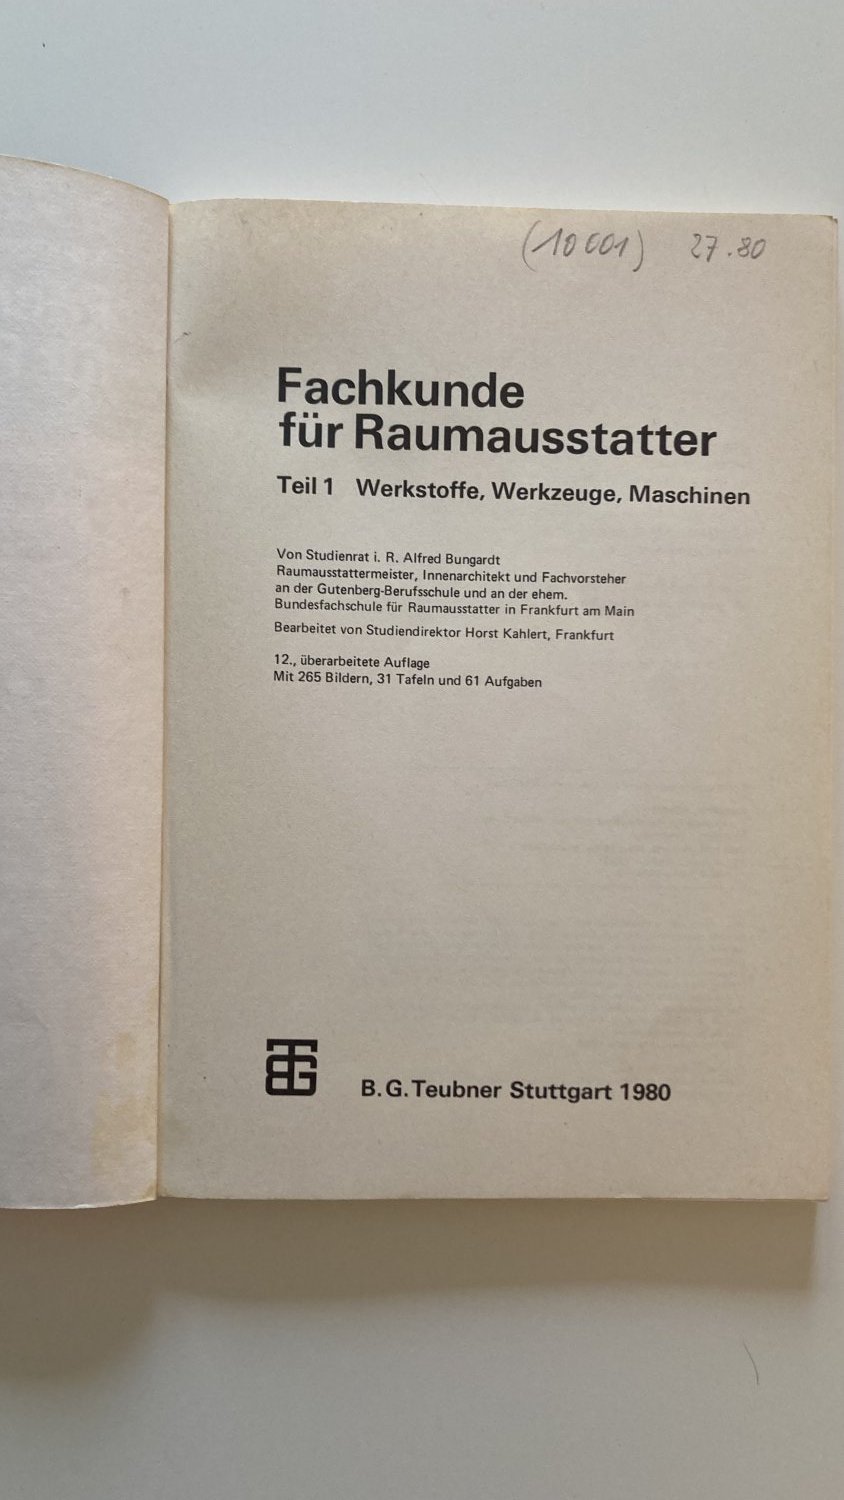 (10001) 27.80
Fachkunde
für Raumausstatter
Teil 1 Werkstoffe, Werkzeuge, Maschinen
Von Studienrat i. R. Alfred Bungardt
Raumausstattermeister, Innenarchitekt und Fachvorsteher
an der Gutenberg-Berufsschule und an der ehem.
Bundesfachschule für Raumausstatter in Frankfurt am Main
Bearbeitet von Studiendirektor Horst Kahlert, Frankfurt
12., überarbeitete Auflage
Mit 265 Bildern, 31 Tafeln und 61 Aufgaben
B. G. Teubner Stuttgart 1980